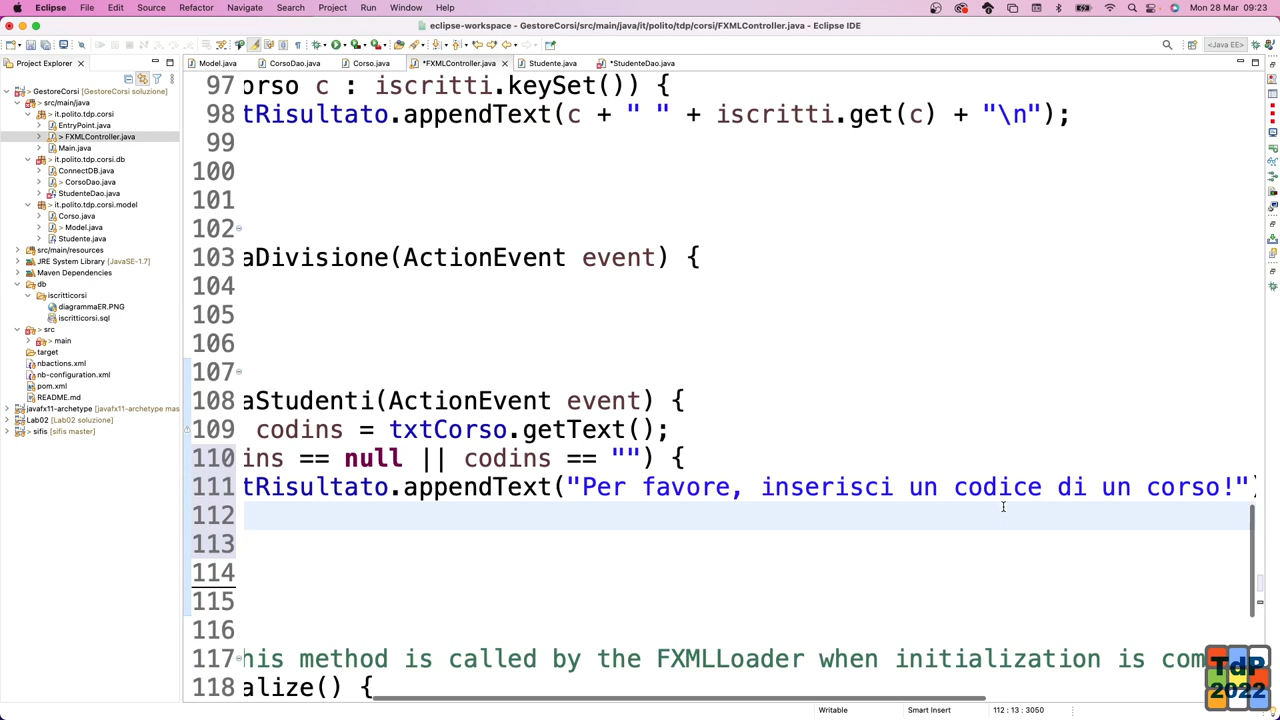 Eclipse File Edit Source Refactor Navigate Search Project Run Window Help Mon 28 Mar 09:23
eclipse-workspace - GestoreCorsi/src/main/java/it/polito/tdp/corsi/FXMLController.java - Eclipse IDE
<Java EE>
Project Explorer
Model.java CorsoDao.java Corso.java *FXMLController.java Studente.java *StudenteDao.java
GestoreCorsi [GestoreCorsi soluzione]
src/main/java
it.polito.tdp.corsi
EntryPoint.java
> FXMLController.java
Main.java
it.polito.tdp.corsi.db
ConnectDB.java
> CorsoDao.java
StudenteDao.java
it.polito.tdp.corsi.model
Corso.java
> Model.java
Studente.java
src/main/resources
JRE System Library [JavaSE-1.7]
Maven Dependencies
db
iscritticorsi
diagrammaER.PNG
iscritticorsi.sql
> src
> main
target
nbactions.xml
nb-configuration.xml
pom.xml
README.md
javafx11-archetype [javafx11-archetype mas
Lab02 [Lab02 soluzione]
sifis [sifis master]
97 orso c : iscritti.keySet()) {
98 tRisultato.appendText(c + " " + iscritti.get(c) + "\n");
99
100
101
102
103 aDivisione(ActionEvent event) {
104
105
106
107
108 aStudenti(ActionEvent event) {
109 codins = txtCorso.getText();
110 ins == null || codins == "") {
111 tRisultato.appendText("Per favore, inserisci un codice di un corso!")
112
113
114
115
116
117 his method is called by the FXMLLoader when initialization is com
118 alize() {
TdP
2022
Writable Smart Insert 112 : 13 : 3050